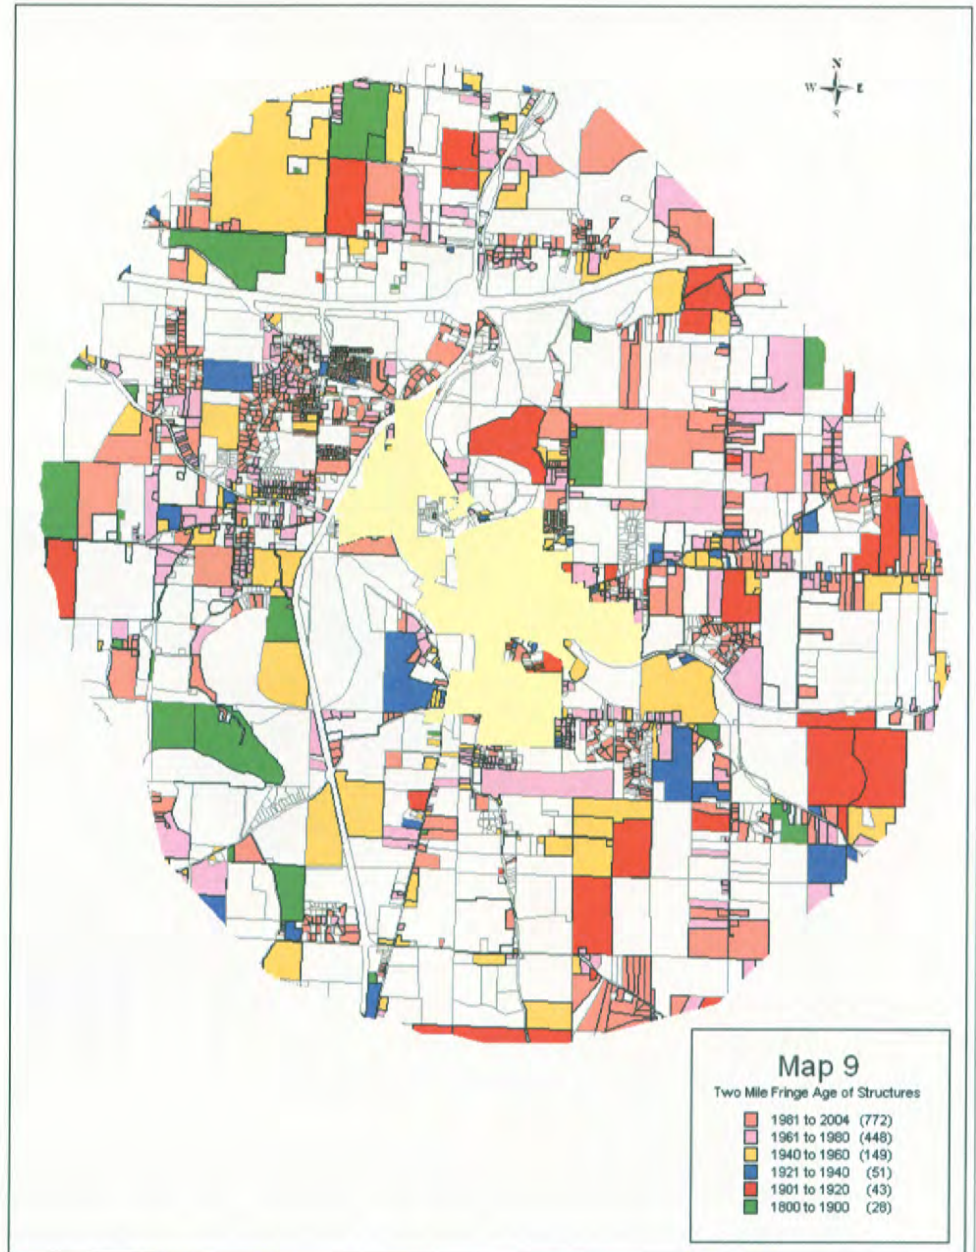 N
W E
S
Map 9
Two Mile Fringe Age of Structures
1981 to 2004 (772)
1961 to 1980 (448)
1940 to 1960 (149)
1921 to 1940 (51)
1901 to 1920 (43)
1800 to 1900 (28)